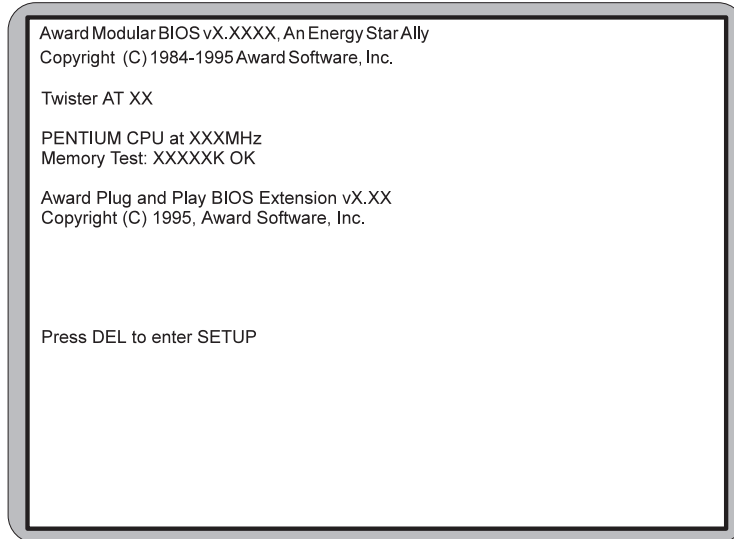 Award Modular BIOS vX.XXXX, An Energy Star Ally
Copyright (C) 1984-1995 Award Software, Inc.
Twister AT XX
PENTIUM CPU at XXXMHz
Memory Test: XXXXXK OK
Award Plug and Play BIOS Extension vX.XX
Copyright (C) 1995, Award Software, Inc.
Press DEL to enter SETUP